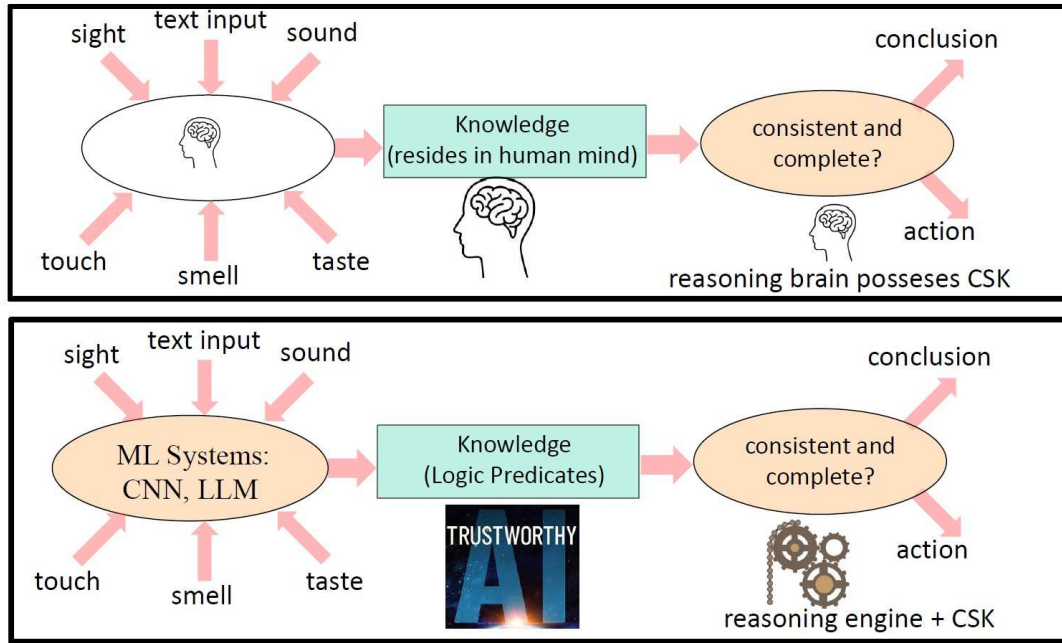 text input
sight
sound
conclusion
Knowledge
(resides in human mind)
consistent and
complete?
touch
smell
taste
action
reasoning brain posseses CSK
text input
sight
sound
conclusion
ML Systems:
CNN, LLM
Knowledge
(Logic Predicates)
consistent and
complete?
TRUSTWORTHY
AI
touch
smell
taste
action
reasoning engine + CSK